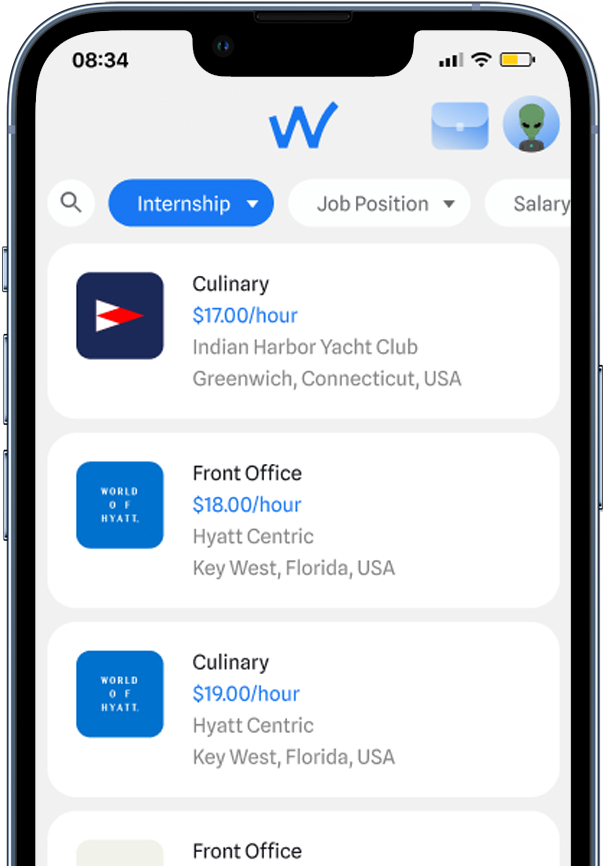 08:34
W
Internship
Job Position
Salary
Culinary
$17.00/hour
Indian Harbor Yacht Club
Greenwich, Connecticut, USA
WORLD
OF
HYATT.
Front Office
$18.00/hour
Hyatt Centric
Key West, Florida, USA
WORLD
OF
HYATT.
Culinary
$19.00/hour
Hyatt Centric
Key West, Florida, USA
Front Office